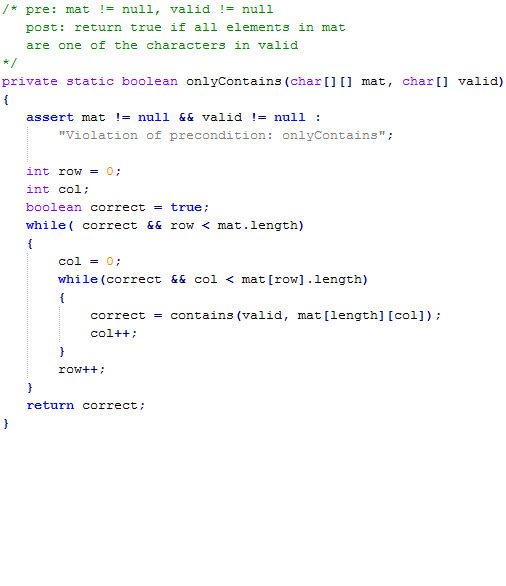 /* pre: mat != null, valid != null
   post: return true if all elements in mat
   are one of the characters in valid
*/
private static boolean onlyContains(char[][] mat, char[] valid)
{
   assert mat != null && valid != null :
       "Violation of precondition: onlyContains";
   int row = 0;
   int col;
   boolean correct = true;
   while( correct && row < mat.length)
   {
       col = 0;
       while(correct && col < mat[row].length)
       {
           correct = contains(valid, mat[length][col]);
           col++;
       }
       row++;
   }
   return correct;
}